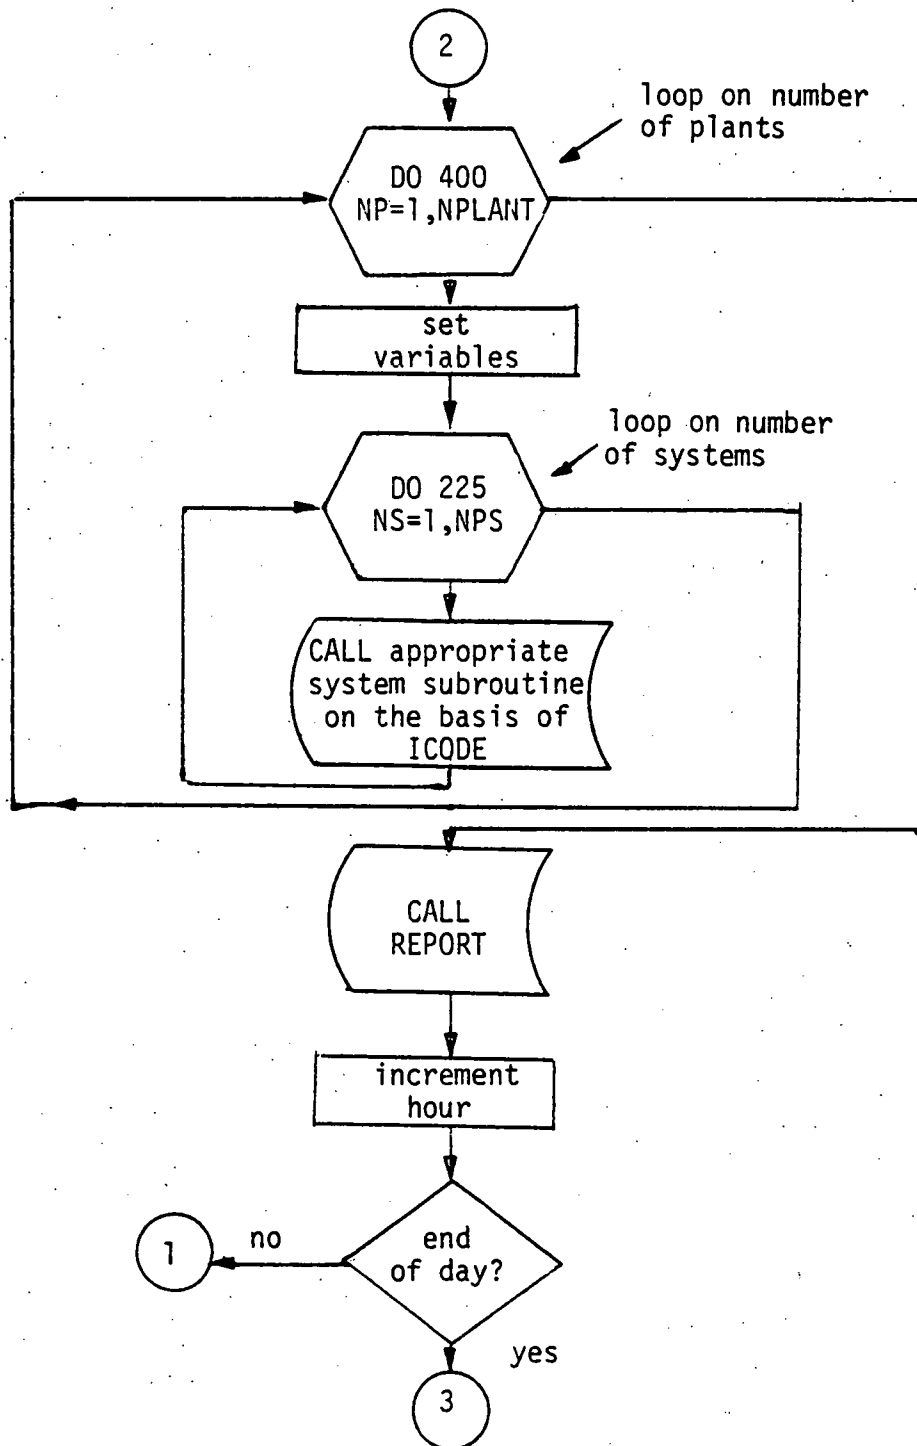 2
loop on number
of plants
DO 400
NP=1,NPLANT
set
variables
loop on number
of systems
DO 225
NS=1,NPS
CALL appropriate
system subroutine
on the basis of
ICODE
CALL
REPORT
increment
hour
end
of day?
no
1
yes
3